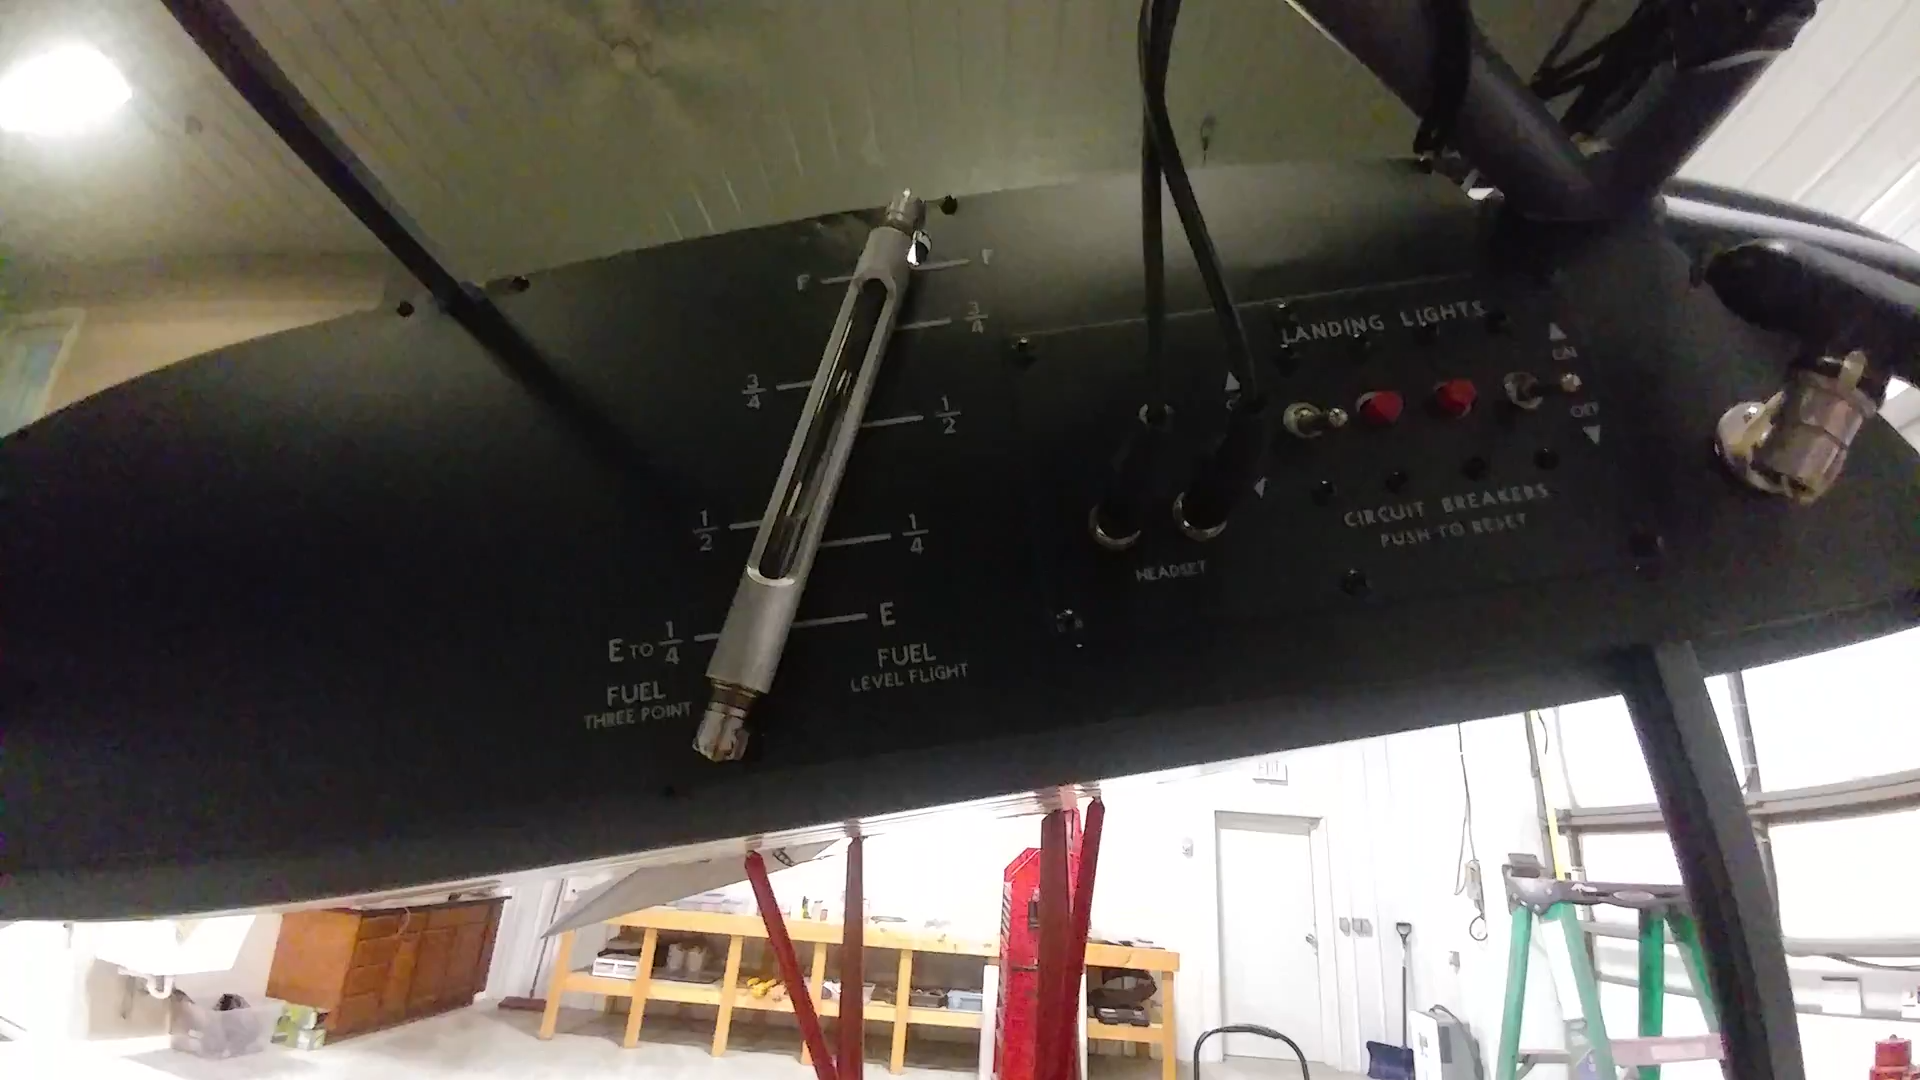 F
F
3/4
3/4
1/2
1/2
1/4
E TO 1/4
E
FUEL
THREE POINT
FUEL
LEVEL FLIGHT
LANDING LIGHTS
ON
OFF
CIRCUIT BREAKERS
PUSH TO RESET
HEADSET
EXIT